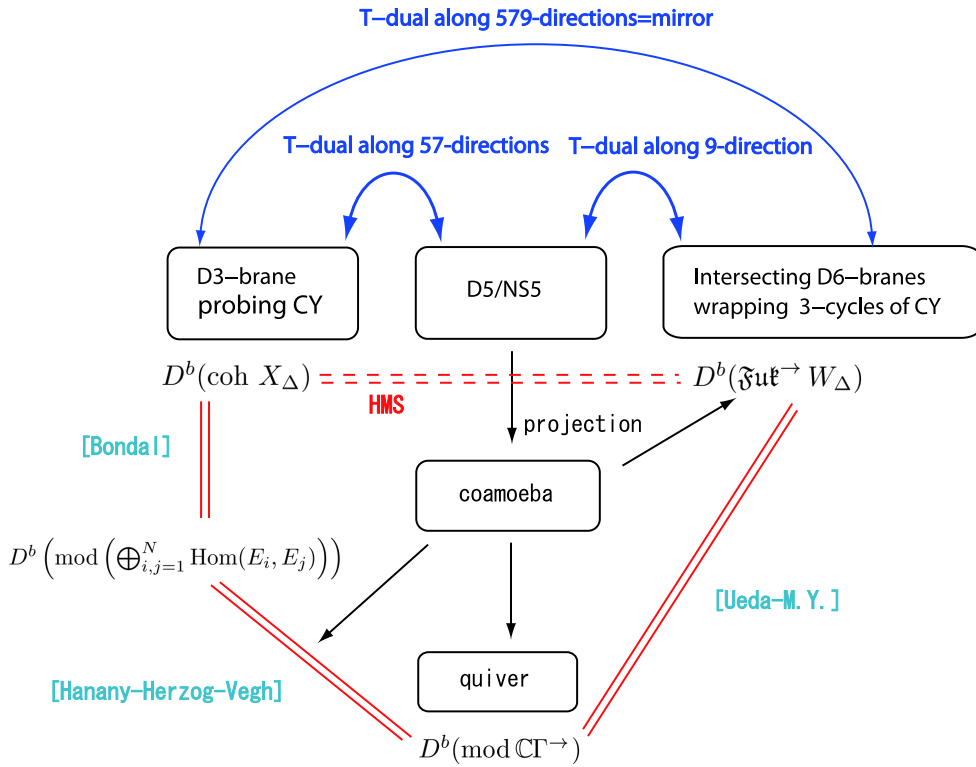 T−dual along 579-directions=mirror
T−dual along 57-directions
T−dual along 9-direction
D3−brane
probing CY
D5/NS5
Intersecting D6−branes
wrapping 3−cycles of CY
D^b(coh X_Δ)
HMS
D^b(𝔉𝔲𝔨^→ W_Δ)
projection
[Bondal]
coamoeba
D^b (mod (⊕_{i,j=1}^N Hom(E_i, E_j)))
[Ueda-M.Y.]
[Hanany-Herzog-Vegh]
quiver
D^b(mod ℂΓ^→)